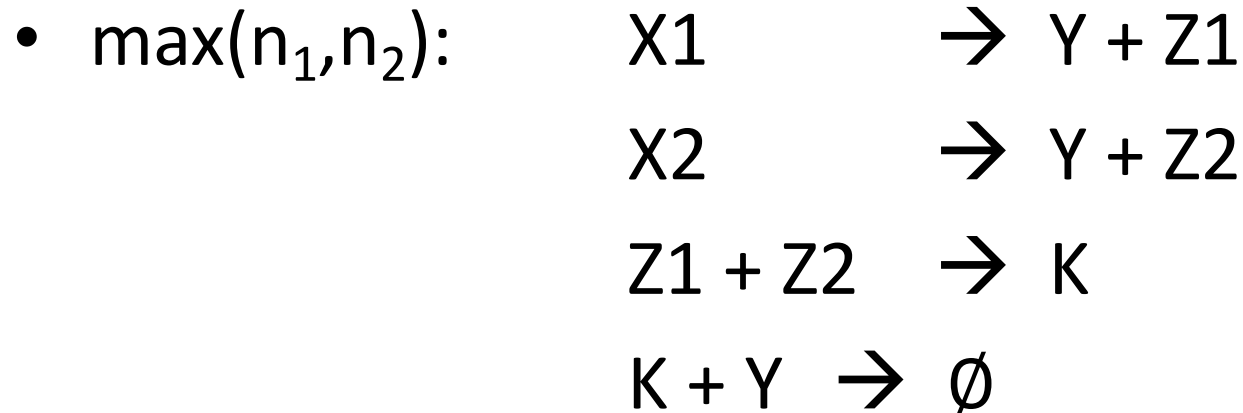 • max(n₁,n₂): X1 → Y + Z1
X2 → Y + Z2
Z1 + Z2 → K
K + Y → Ø